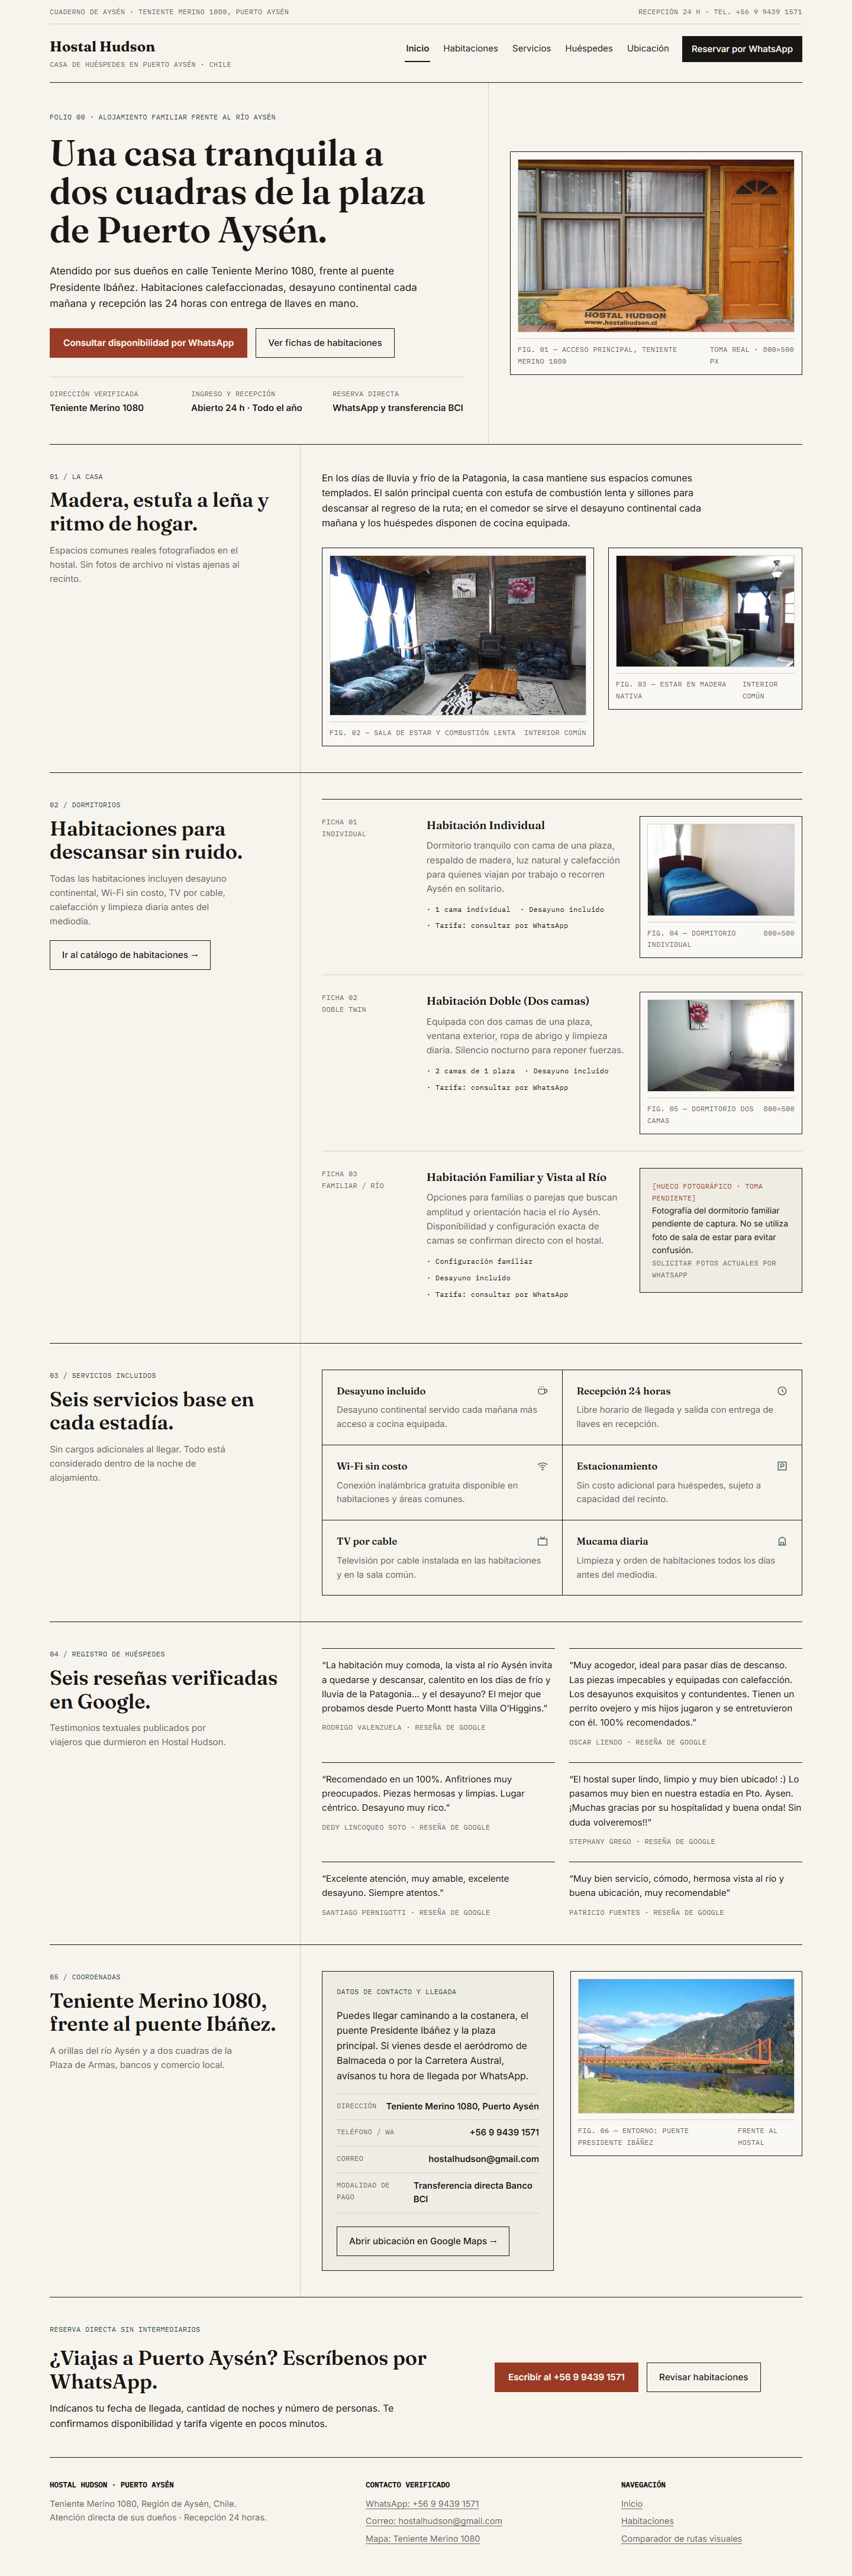 CUADERNO DE AYSÉN · TENIENTE MERINO 1080, PUERTO AYSÉN
RECEPCIÓN 24 H · TEL. +56 9 9439 1571
Hostal Hudson
CASA DE HUÉSPEDES EN PUERTO AYSÉN · CHILE
Inicio Habitaciones Servicios Huéspedes Ubicación Reservar por WhatsApp
FOLIO 00 · ALOJAMIENTO FAMILIAR FRENTE AL RÍO AYSÉN
Una casa tranquila a
dos cuadras de la plaza
de Puerto Aysén.
Atendido por sus dueños en calle Teniente Merino 1080, frente al puente
Presidente Ibáñez. Habitaciones calefaccionadas, desayuno continental cada
mañana y recepción las 24 horas con entrega de llaves en mano.
Consultar disponibilidad por WhatsApp
Ver fichas de habitaciones
DIRECCIÓN VERIFICADA
Teniente Merino 1080
INGRESO Y RECEPCIÓN
Abierto 24 h · Todo el año
RESERVA DIRECTA
WhatsApp y transferencia BCI
HOSTAL HUDSON
www.hostalhudson.cl
FIG. 01 — ACCESO PRINCIPAL, TENIENTE
MERINO 1080
TOMA REAL · 800×500
PX
01 / LA CASA
Madera, estufa a leña y
ritmo de hogar.
Espacios comunes reales fotografiados en el
hostal. Sin fotos de archivo ni vistas ajenas al
recinto.
En los días de lluvia y frío de la Patagonia, la casa mantiene sus espacios comunes
templados. El salón principal cuenta con estufa de combustión lenta y sillones para
descansar al regreso de la ruta; en el comedor se sirve el desayuno continental cada
mañana y los huéspedes disponen de cocina equipada.
FIG. 02 — SALA DE ESTAR Y COMBUSTIÓN LENTA
INTERIOR COMÚN
FIG. 03 — ESTAR EN MADERA
NATIVA
INTERIOR
COMÚN
02 / DORMITORIOS
Habitaciones para
descansar sin ruido.
Todas las habitaciones incluyen desayuno
continental, Wi-Fi sin costo, TV por cable,
calefacción y limpieza diaria antes del
mediodía.
Ir al catálogo de habitaciones →
FICHA 01
INDIVIDUAL
Habitación Individual
Dormitorio tranquilo con cama de una plaza,
respaldo de madera, luz natural y calefacción
para quienes viajan por trabajo o recorren
Aysén en solitario.
· 1 cama individual · Desayuno incluido
· Tarifa: consultar por WhatsApp
FIG. 04 — DORMITORIO
INDIVIDUAL
800×500
FICHA 02
DOBLE TWIN
Habitación Doble (Dos camas)
Equipada con dos camas de una plaza,
ventana exterior, ropa de abrigo y limpieza
diaria. Silencio nocturno para reponer fuerzas.
· 2 camas de 1 plaza · Desayuno incluido
· Tarifa: consultar por WhatsApp
FIG. 05 — DORMITORIO DOS
CAMAS
800×500
FICHA 03
FAMILIAR / RÍO
Habitación Familiar y Vista al Río
Opciones para familias o parejas que buscan
amplitud y orientación hacia el río Aysén.
Disponibilidad y configuración exacta de
camas se confirman directo con el hostal.
· Configuración familiar
· Desayuno incluido
· Tarifa: consultar por WhatsApp
[HUECO FOTOGRÁFICO · TOMA
PENDIENTE]
Fotografía del dormitorio familiar
pendiente de captura. No se utiliza
foto de sala de estar para evitar
confusión.
SOLICITAR FOTOS ACTUALES POR
WHATSAPP
03 / SERVICIOS INCLUIDOS
Seis servicios base en
cada estadía.
Sin cargos adicionales al llegar. Todo está
considerado dentro de la noche de
alojamiento.
Desayuno incluido
Desayuno continental servido cada mañana más
acceso a cocina equipada.
Recepción 24 horas
Libre horario de llegada y salida con entrega de
llaves en recepción.
Wi-Fi sin costo
Conexión inalámbrica gratuita disponible en
habitaciones y áreas comunes.
Estacionamiento
Sin costo adicional para huéspedes, sujeto a
capacidad del recinto.
TV por cable
Televisión por cable instalada en las habitaciones
y en la sala común.
Mucama diaria
Limpieza y orden de habitaciones todos los días
antes del mediodía.
04 / REGISTRO DE HUÉSPEDES
Seis reseñas verificadas
en Google.
Testimonios textuales publicados por
viajeros que durmieron en Hostal Hudson.
“La habitación muy comoda, la vista al río Aysén invita
a quedarse y descansar, calentito en los días de frío y
lluvia de la Patagonia... y el desayuno? El mejor que
probamos desde Puerto Montt hasta Villa O’Higgins.”
RODRIGO VALENZUELA · RESEÑA DE GOOGLE
“Muy acogedor, ideal para pasar días de descanso.
Las piezas impecables y equipadas con calefacción.
Los desayunos exquisitos y contundentes. Tienen un
perrito ovejero y mis hijos jugaron y se entretuvieron
con él. 100% recomendados.”
OSCAR LIENDO · RESEÑA DE GOOGLE
“Recomendado en un 100%. Anfitriones muy
preocupados. Piezas hermosas y limpias. Lugar
céntrico. Desayuno muy rico.”
DEDY LINCOQUEO SOTO · RESEÑA DE GOOGLE
“El hostal super lindo, limpio y muy bien ubicado! :) Lo
pasamos muy bien en nuestra estadía en Pto. Aysen.
¡Muchas gracias por su hospitalidad y buena onda! Sin
duda volveremos!!”
STEPHANY GREGO · RESEÑA DE GOOGLE
“Excelente atención, muy amable, excelente
desayuno. Siempre atentos.”
SANTIAGO PERNIGOTTI · RESEÑA DE GOOGLE
“Muy bien servicio, cómodo, hermosa vista al río y
buena ubicación, muy recomendable”
PATRICIO FUENTES · RESEÑA DE GOOGLE
05 / COORDENADAS
Teniente Merino 1080,
frente al puente Ibáñez.
A orillas del río Aysén y a dos cuadras de la
Plaza de Armas, bancos y comercio local.
DATOS DE CONTACTO Y LLEGADA
Puedes llegar caminando a la costanera, el
puente Presidente Ibáñez y la plaza
principal. Si vienes desde el aeródromo de
Balmaceda o por la Carretera Austral,
avísanos tu hora de llegada por WhatsApp.
DIRECCIÓN Teniente Merino 1080, Puerto Aysén
TELÉFONO / WA +56 9 9439 1571
CORREO hostalhudson@gmail.com
MODALIDAD DE
PAGO
Transferencia directa Banco
BCI
Abrir ubicación en Google Maps →
FIG. 06 — ENTORNO: PUENTE
PRESIDENTE IBÁÑEZ
FRENTE AL
HOSTAL
RESERVA DIRECTA SIN INTERMEDIARIOS
¿Viajas a Puerto Aysén? Escríbenos por
WhatsApp.
Indícanos tu fecha de llegada, cantidad de noches y número de personas. Te
confirmamos disponibilidad y tarifa vigente en pocos minutos.
Escribir al +56 9 9439 1571
Revisar habitaciones
HOSTAL HUDSON · PUERTO AYSÉN
Teniente Merino 1080, Región de Aysén, Chile.
Atención directa de sus dueños · Recepción 24 horas.
CONTACTO VERIFICADO
WhatsApp: +56 9 9439 1571
Correo: hostalhudson@gmail.com
Mapa: Teniente Merino 1080
NAVEGACIÓN
Inicio
Habitaciones
Comparador de rutas visuales